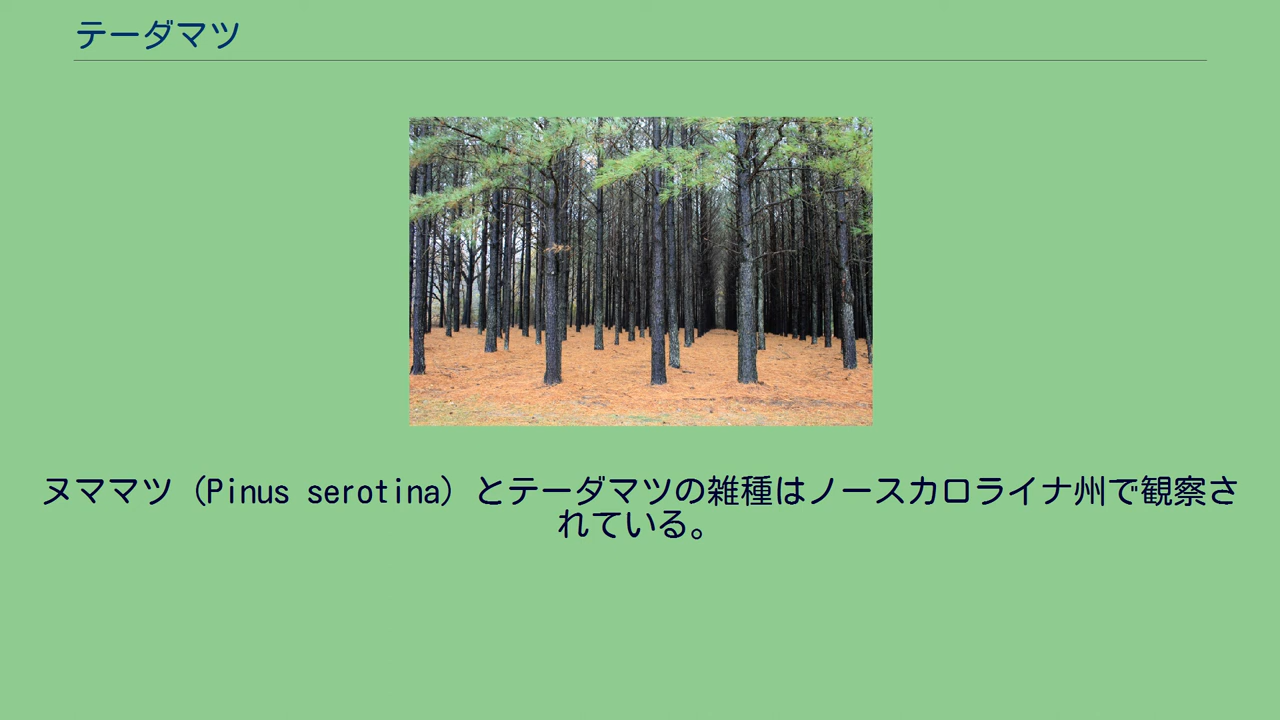 テーダマツ
ヌママツ（Pinus serotina）とテーダマツの雑種はノースカロライナ州で観察さ
れている。